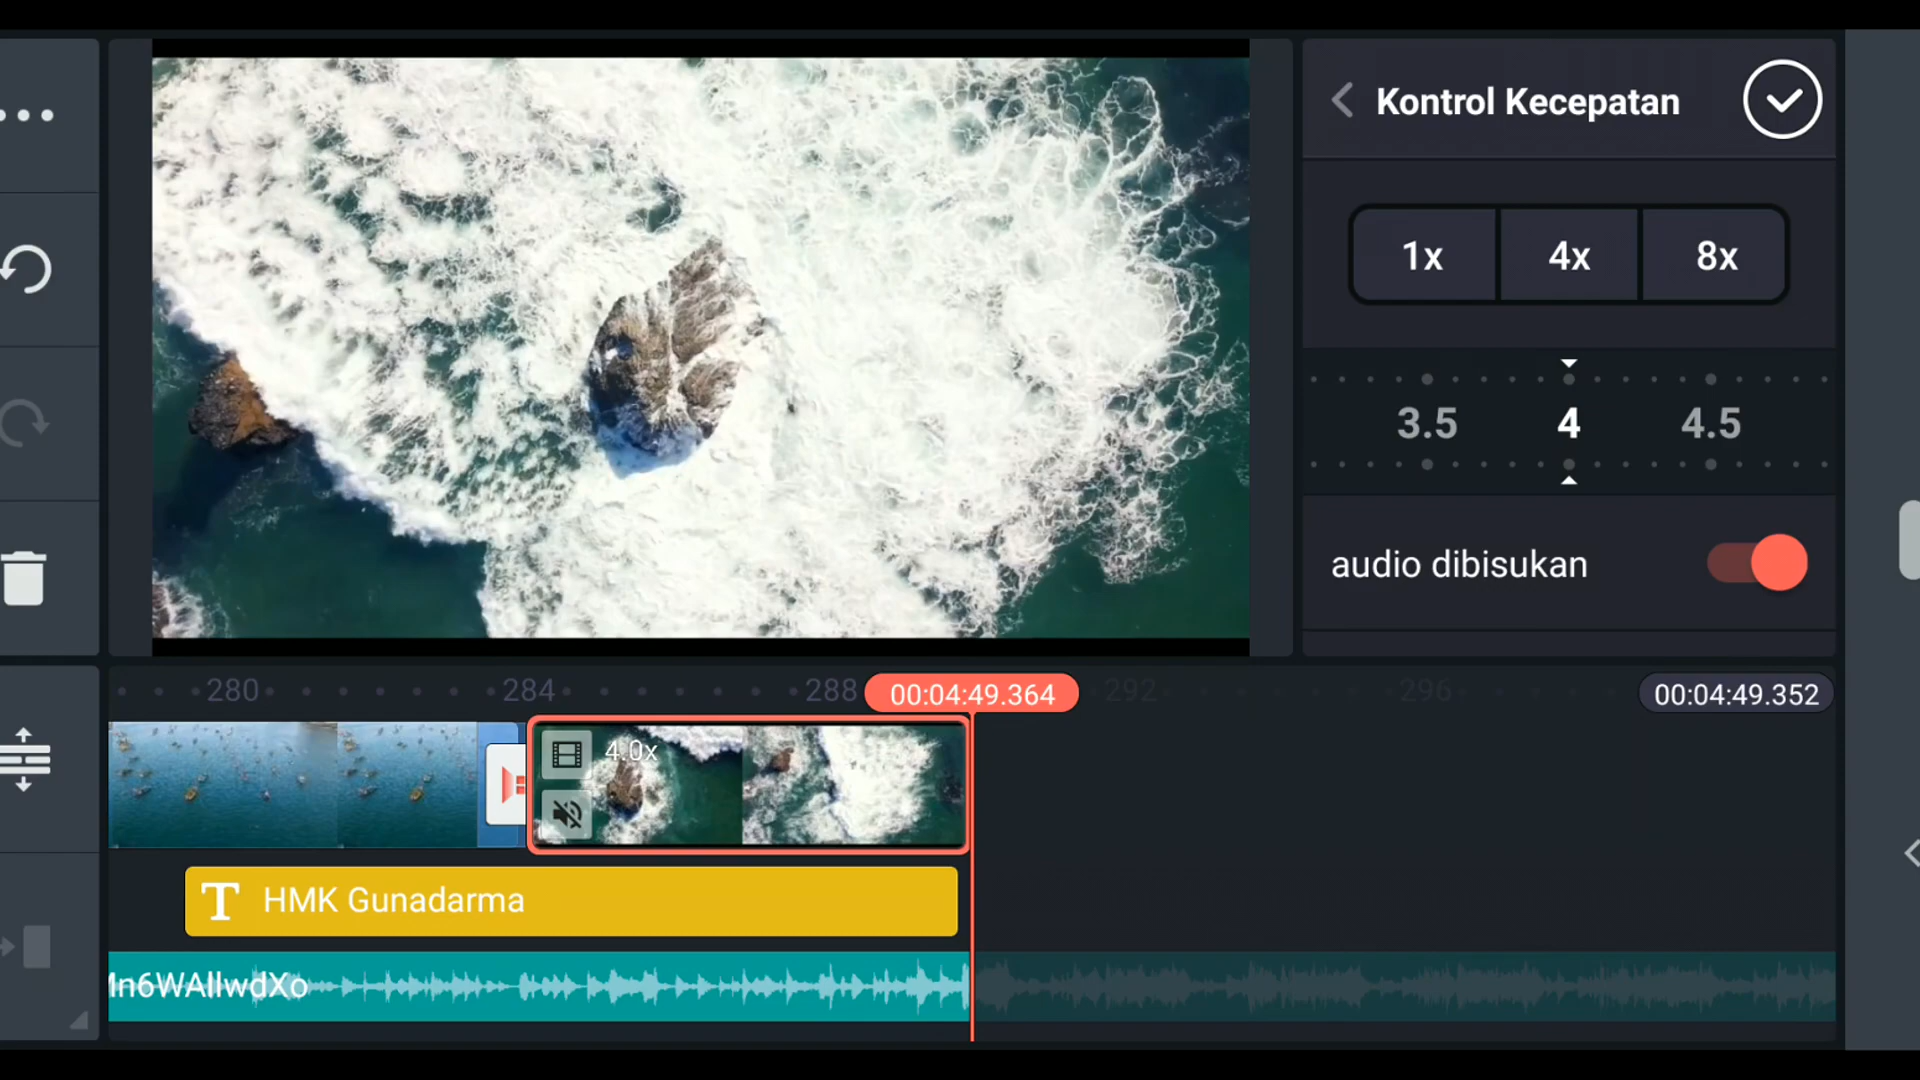 Kontrol Kecepatan
1x 4x 8x
3.5 4 4.5
audio dibisukan
280 284 288 00:04:49.364 292 296 00:04:49.352
4.0x
T HMK Gunadarma
Mn6WAllwdXo